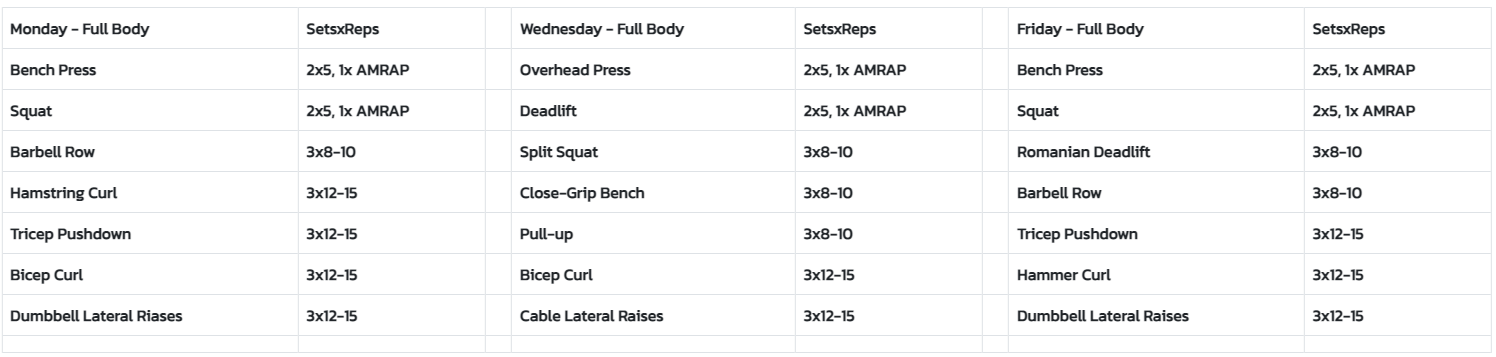 Monday - Full Body SetsxReps Wednesday - Full Body SetsxReps Friday - Full Body SetsxReps
Bench Press 2x5, 1x AMRAP Overhead Press 2x5, 1x AMRAP Bench Press 2x5, 1x AMRAP
Squat 2x5, 1x AMRAP Deadlift 2x5, 1x AMRAP Squat 2x5, 1x AMRAP
Barbell Row 3x8-10 Split Squat 3x8-10 Romanian Deadlift 3x8-10
Hamstring Curl 3x12-15 Close-Grip Bench 3x8-10 Barbell Row 3x8-10
Tricep Pushdown 3x12-15 Pull-up 3x8-10 Tricep Pushdown 3x12-15
Bicep Curl 3x12-15 Bicep Curl 3x12-15 Hammer Curl 3x12-15
Dumbbell Lateral Riases 3x12-15 Cable Lateral Raises 3x12-15 Dumbbell Lateral Raises 3x12-15